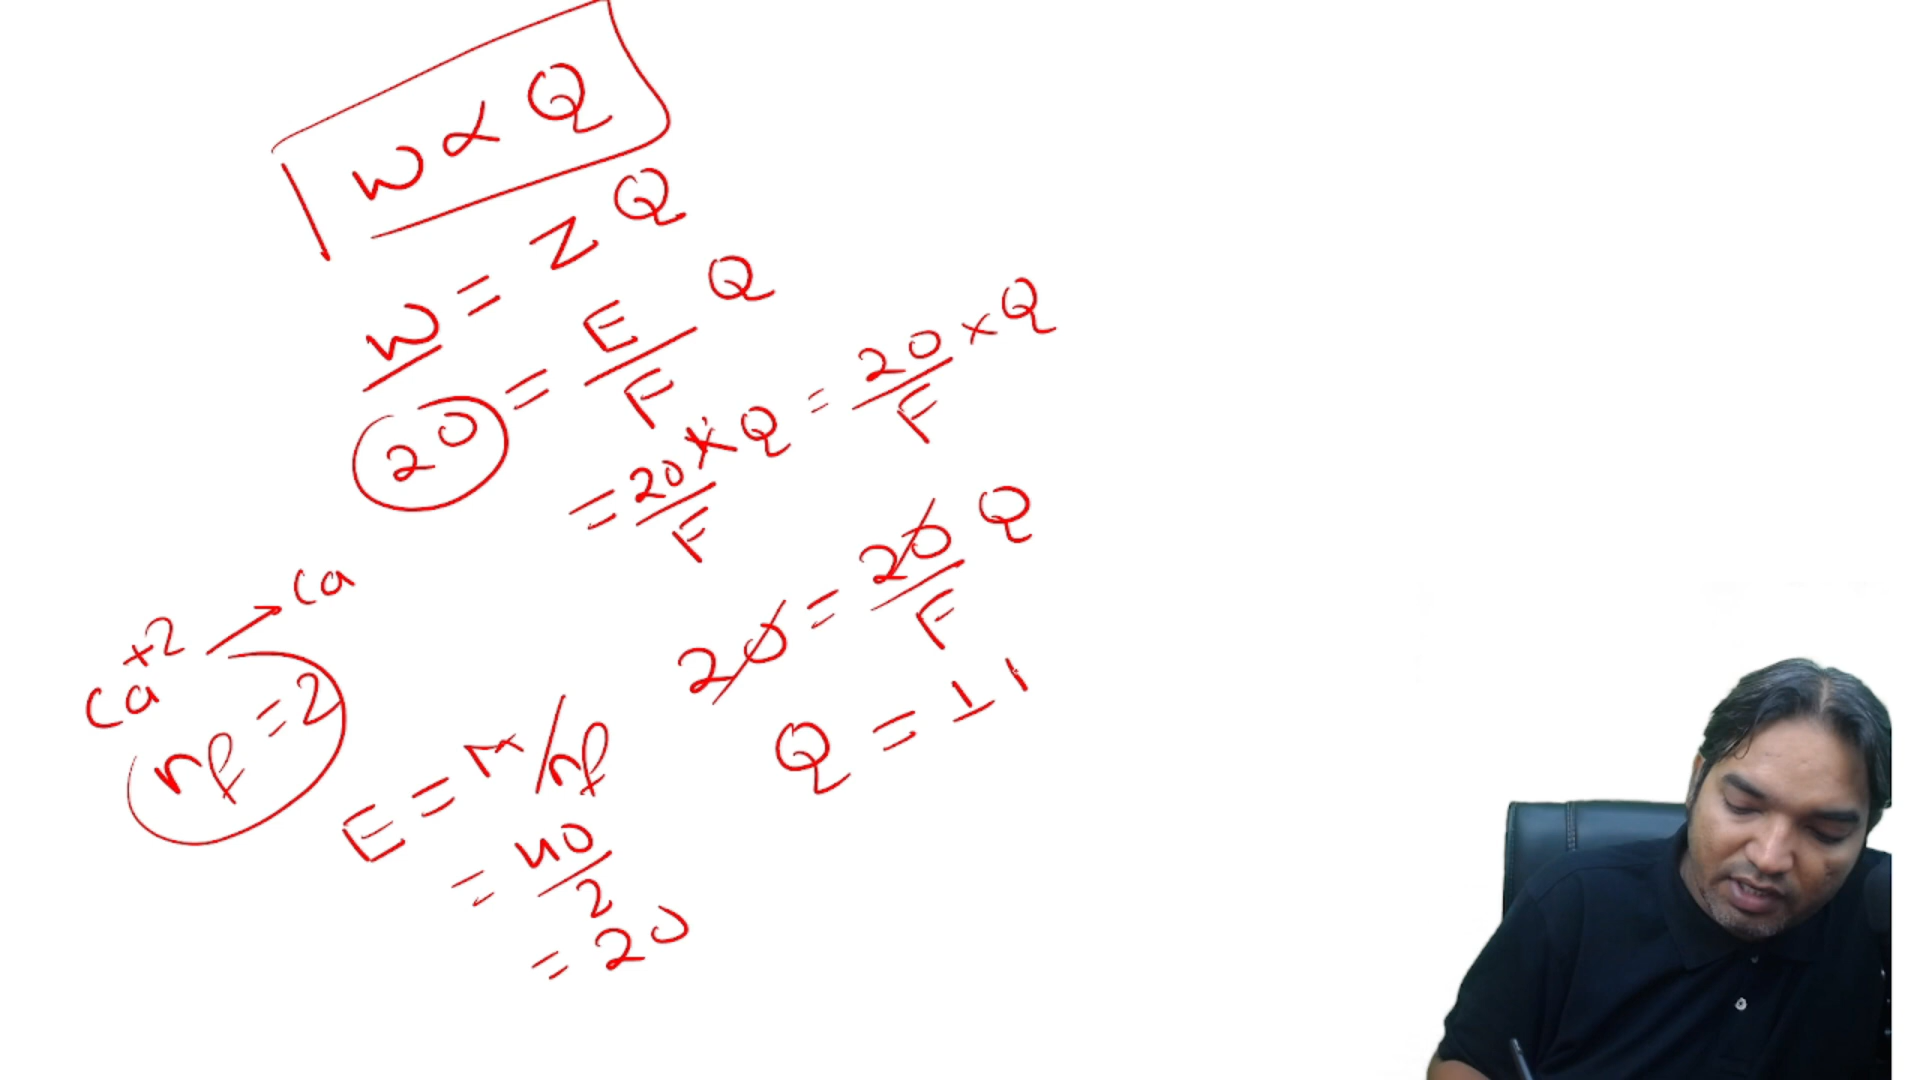 W ∝ Q
W = Z Q
20 = E/F Q
= 20/F × Q = 20/F × Q
20 = 20/F Q
Q = 1
Ca+2 → Ca
nf = 2
E = M/nf
= 40/2
= 20